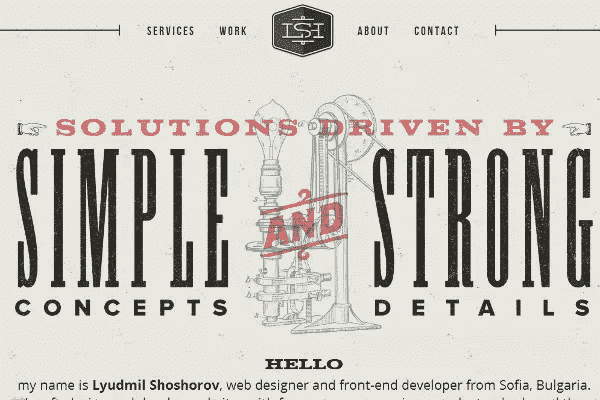 SERVICES WORK SH ABOUT CONTACT
SOLUTIONS DRIVEN BY
SIMPLE AND STRONG
CONCEPTS DETAILS
HELLO
my name is Lyudmil Shoshorov, web designer and front-end developer from Sofia, Bulgaria.